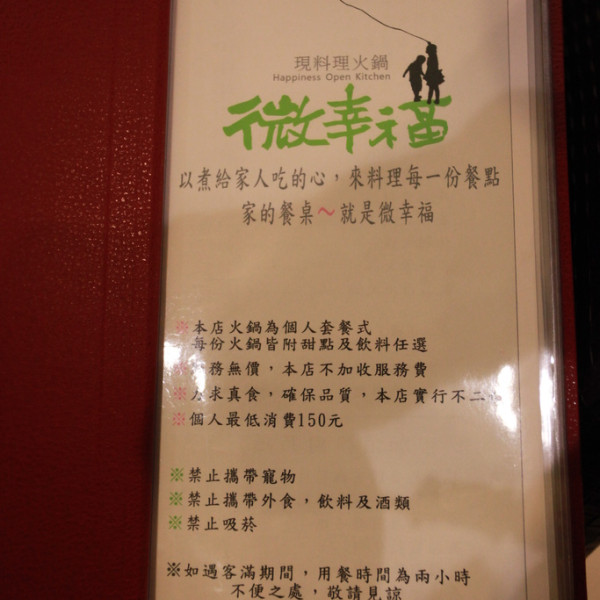 現料理火鍋
Happiness Open Kitchen
微幸福
以煮給家人吃的心，來料理每一份餐點
家的餐桌～就是微幸福
※本店火鍋為個人套餐式
每份火鍋皆附甜點及飲料任選
務無價，本店不加收服務費
求真食，確保品質，本店實行不二
※個人最低消費150元
※禁止攜帶寵物
※禁止攜帶外食，飲料及酒類
※禁止吸菸
※如遇客滿期間，用餐時間為兩小時
不便之處，敬請見諒